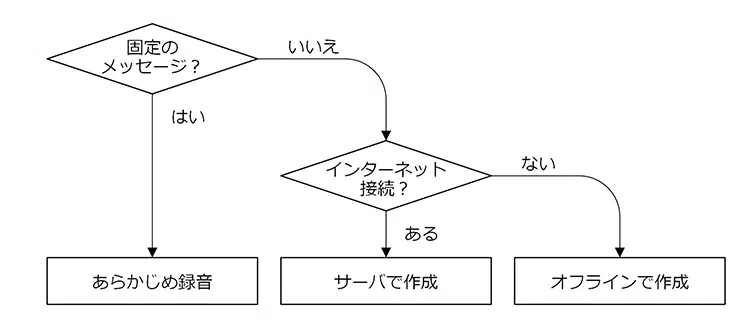 固定の
メッセージ?
いいえ
はい
インターネット
接続?
ない
ある
あらかじめ録音
サーバで作成
オフラインで作成